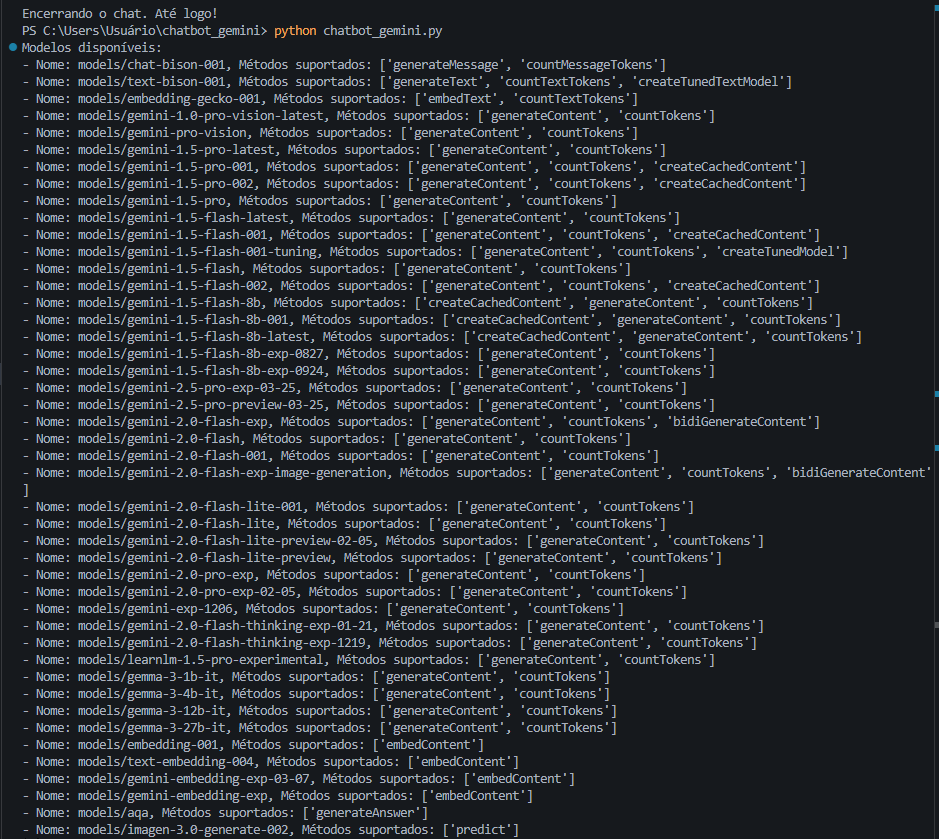 Encerrando o chat. Até logo!
PS C:\Users\Usuário\chatbot_gemini> python chatbot_gemini.py
Modelos disponíveis:
- Nome: models/chat-bison-001, Métodos suportados: ['generateMessage', 'countMessageTokens']
- Nome: models/text-bison-001, Métodos suportados: ['generateText', 'countTextTokens', 'createTunedTextModel']
- Nome: models/embedding-gecko-001, Métodos suportados: ['embedText', 'countTextTokens']
- Nome: models/gemini-1.0-pro-vision-latest, Métodos suportados: ['generateContent', 'countTokens']
- Nome: models/gemini-pro-vision, Métodos suportados: ['generateContent', 'countTokens']
- Nome: models/gemini-1.5-pro-latest, Métodos suportados: ['generateContent', 'countTokens']
- Nome: models/gemini-1.5-pro-001, Métodos suportados: ['generateContent', 'countTokens', 'createCachedContent']
- Nome: models/gemini-1.5-pro-002, Métodos suportados: ['generateContent', 'countTokens', 'createCachedContent']
- Nome: models/gemini-1.5-pro, Métodos suportados: ['generateContent', 'countTokens']
- Nome: models/gemini-1.5-flash-latest, Métodos suportados: ['generateContent', 'countTokens']
- Nome: models/gemini-1.5-flash-001, Métodos suportados: ['generateContent', 'countTokens', 'createCachedContent']
- Nome: models/gemini-1.5-flash-001-tuning, Métodos suportados: ['generateContent', 'countTokens', 'createTunedModel']
- Nome: models/gemini-1.5-flash, Métodos suportados: ['generateContent', 'countTokens']
- Nome: models/gemini-1.5-flash-002, Métodos suportados: ['generateContent', 'countTokens', 'createCachedContent']
- Nome: models/gemini-1.5-flash-8b, Métodos suportados: ['createCachedContent', 'generateContent', 'countTokens']
- Nome: models/gemini-1.5-flash-8b-001, Métodos suportados: ['createCachedContent', 'generateContent', 'countTokens']
- Nome: models/gemini-1.5-flash-8b-latest, Métodos suportados: ['createCachedContent', 'generateContent', 'countTokens']
- Nome: models/gemini-1.5-flash-8b-exp-0827, Métodos suportados: ['generateContent', 'countTokens']
- Nome: models/gemini-1.5-flash-8b-exp-0924, Métodos suportados: ['generateContent', 'countTokens']
- Nome: models/gemini-2.5-pro-exp-03-25, Métodos suportados: ['generateContent', 'countTokens']
- Nome: models/gemini-2.5-pro-preview-03-25, Métodos suportados: ['generateContent', 'countTokens']
- Nome: models/gemini-2.0-flash-exp, Métodos suportados: ['generateContent', 'countTokens', 'bidiGenerateContent']
- Nome: models/gemini-2.0-flash, Métodos suportados: ['generateContent', 'countTokens']
- Nome: models/gemini-2.0-flash-001, Métodos suportados: ['generateContent', 'countTokens']
- Nome: models/gemini-2.0-flash-exp-image-generation, Métodos suportados: ['generateContent', 'countTokens', 'bidiGenerateContent'
]
- Nome: models/gemini-2.0-flash-lite-001, Métodos suportados: ['generateContent', 'countTokens']
- Nome: models/gemini-2.0-flash-lite, Métodos suportados: ['generateContent', 'countTokens']
- Nome: models/gemini-2.0-flash-lite-preview-02-05, Métodos suportados: ['generateContent', 'countTokens']
- Nome: models/gemini-2.0-flash-lite-preview, Métodos suportados: ['generateContent', 'countTokens']
- Nome: models/gemini-2.0-pro-exp, Métodos suportados: ['generateContent', 'countTokens']
- Nome: models/gemini-2.0-pro-exp-02-05, Métodos suportados: ['generateContent', 'countTokens']
- Nome: models/gemini-exp-1206, Métodos suportados: ['generateContent', 'countTokens']
- Nome: models/gemini-2.0-flash-thinking-exp-01-21, Métodos suportados: ['generateContent', 'countTokens']
- Nome: models/gemini-2.0-flash-thinking-exp-1219, Métodos suportados: ['generateContent', 'countTokens']
- Nome: models/learnlm-1.5-pro-experimental, Métodos suportados: ['generateContent', 'countTokens']
- Nome: models/gemma-3-1b-it, Métodos suportados: ['generateContent', 'countTokens']
- Nome: models/gemma-3-4b-it, Métodos suportados: ['generateContent', 'countTokens']
- Nome: models/gemma-3-12b-it, Métodos suportados: ['generateContent', 'countTokens']
- Nome: models/gemma-3-27b-it, Métodos suportados: ['generateContent', 'countTokens']
- Nome: models/embedding-001, Métodos suportados: ['embedContent']
- Nome: models/text-embedding-004, Métodos suportados: ['embedContent']
- Nome: models/gemini-embedding-exp-03-07, Métodos suportados: ['embedContent']
- Nome: models/gemini-embedding-exp, Métodos suportados: ['embedContent']
- Nome: models/aqa, Métodos suportados: ['generateAnswer']
- Nome: models/imagen-3.0-generate-002, Métodos suportados: ['predict']